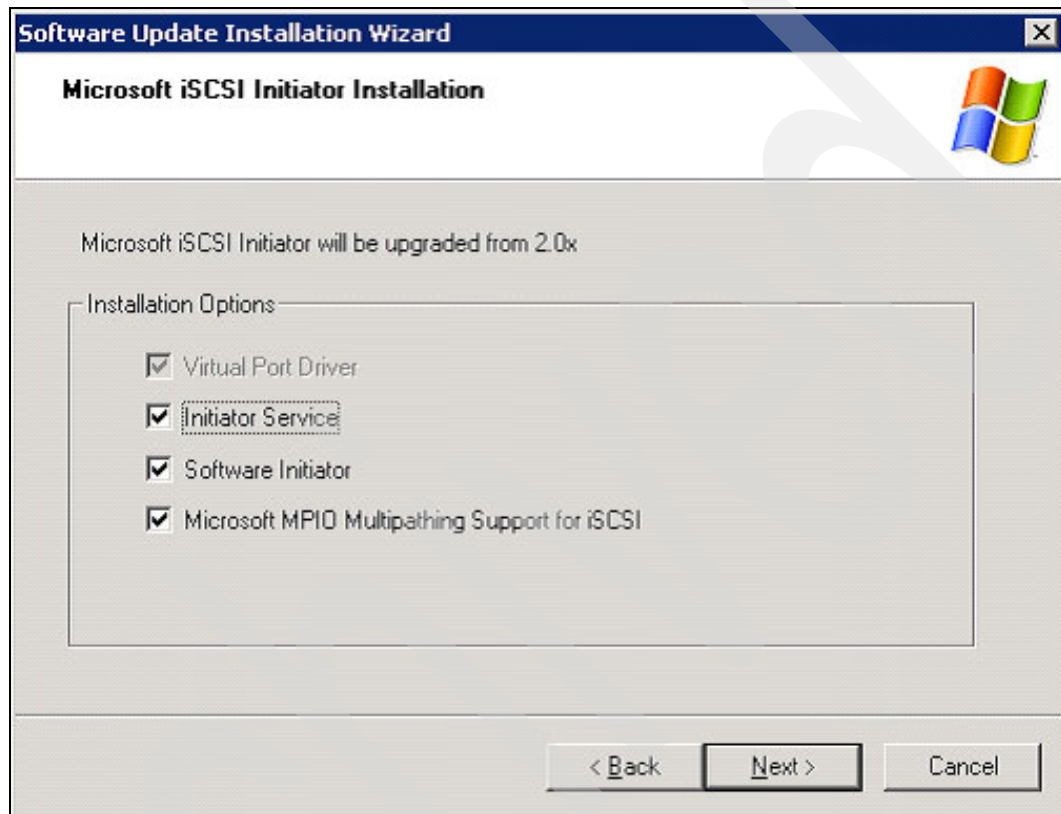 Software Update Installation Wizard
Microsoft iSCSI Initiator Installation
Microsoft iSCSI Initiator will be upgraded from 2.0x
Installation Options
Virtual Port Driver
Initiator Service
Software Initiator
Microsoft MPIO Multipathing Support for iSCSI
< Back
Next >
Cancel